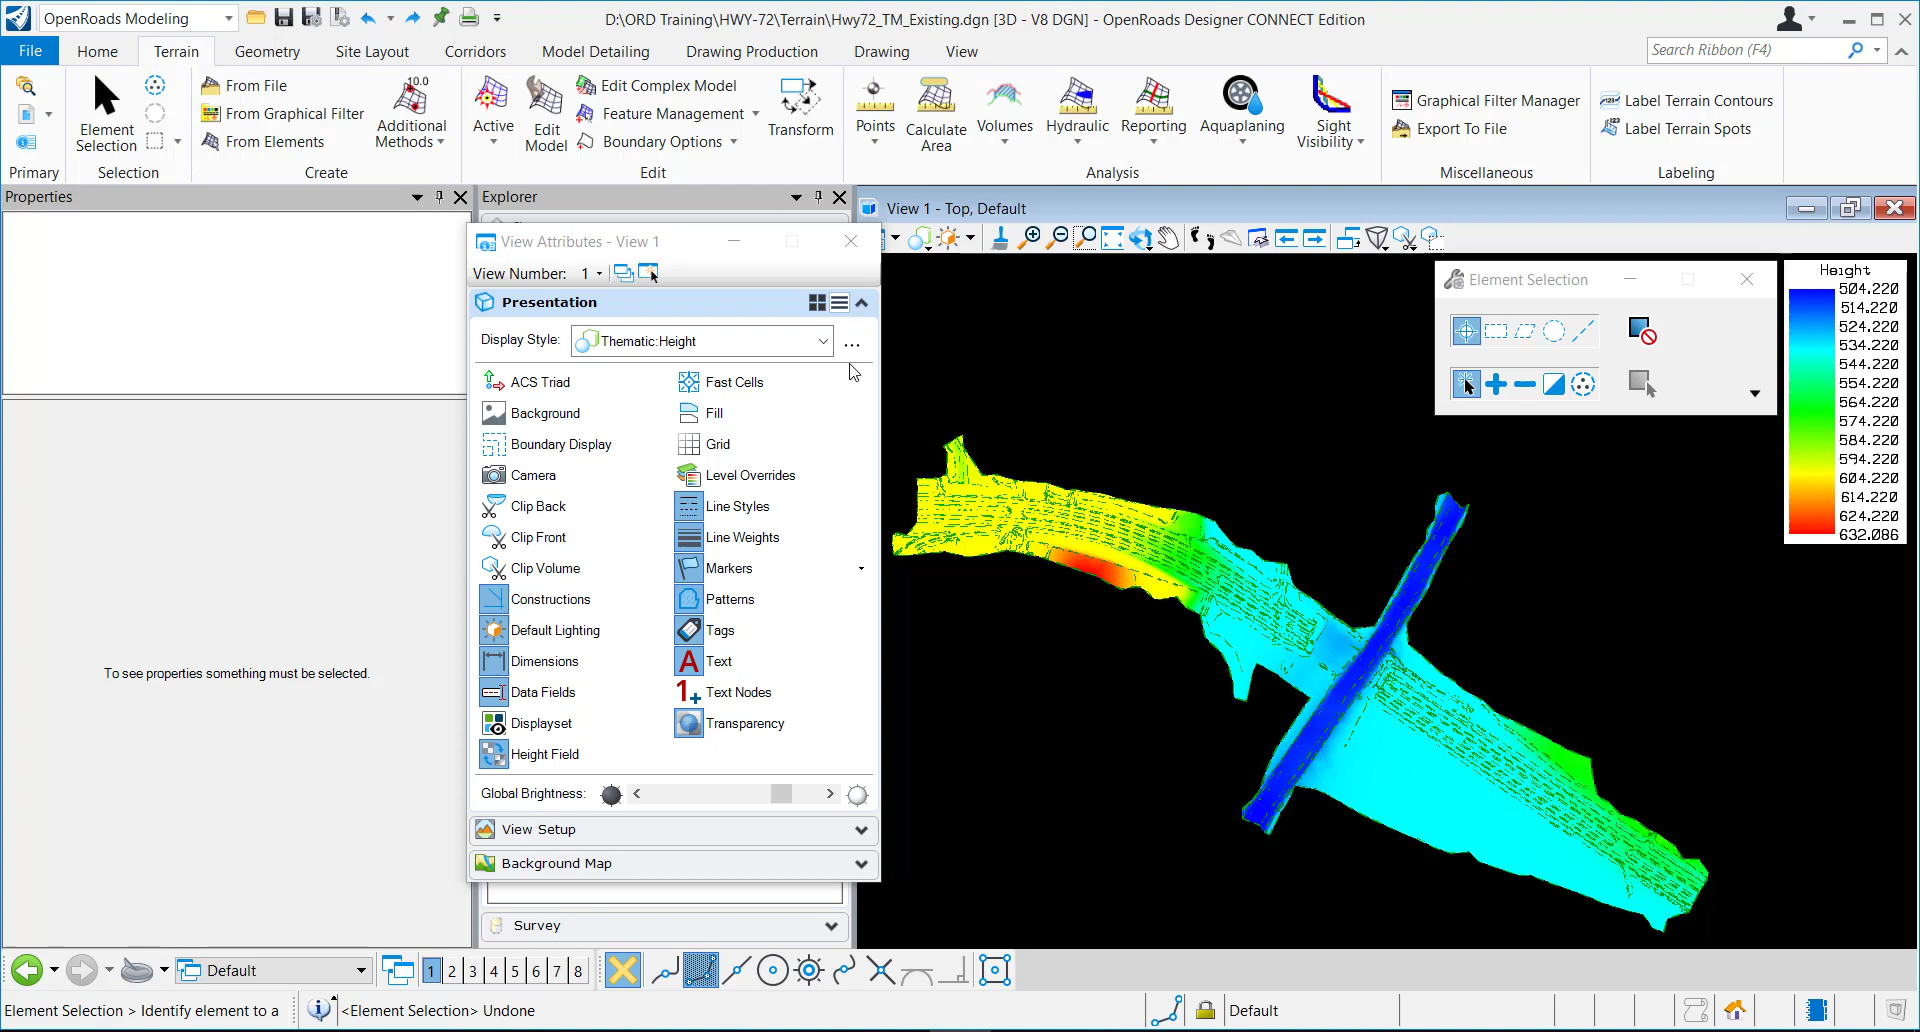 OpenRoads Modeling
D:\ORD Training\HWY-72\Terrain\Hwy72_TM_Existing.dgn [3D - V8 DGN] - OpenRoads Designer CONNECT Edition
File Home Terrain Geometry Site Layout Corridors Model Detailing Drawing Production Drawing View
Search Ribbon (F4)
Element Selection
From File
From Graphical Filter
From Elements
10.0
Additional Methods
Active
Edit Model
Edit Complex Model
Feature Management
Boundary Options
Transform
Points
Calculate Area
Volumes
Hydraulic
Reporting
Aquaplaning
Sight Visibility
Graphical Filter Manager
Export To File
Label Terrain Contours
Label Terrain Spots
Primary Selection Create Edit Analysis Miscellaneous Labeling
Properties
Explorer
View 1 - Top, Default
To see properties something must be selected.
View Attributes - View 1
View Number: 1
Presentation
Display Style: Thematic:Height ...
ACS Triad
Background
Boundary Display
Camera
Clip Back
Clip Front
Clip Volume
Constructions
Default Lighting
Dimensions
Data Fields
Displayset
Height Field
Fast Cells
Fill
Grid
Level Overrides
Line Styles
Line Weights
Markers
Patterns
Tags
Text
Text Nodes
Transparency
Global Brightness:
View Setup
Background Map
Survey
Element Selection
Height
504.220
514.220
524.220
534.220
544.220
554.220
564.220
574.220
584.220
594.220
604.220
614.220
624.220
632.086
Default
1 2 3 4 5 6 7 8
Element Selection > Identify element to a
<Element Selection> Undone
Default